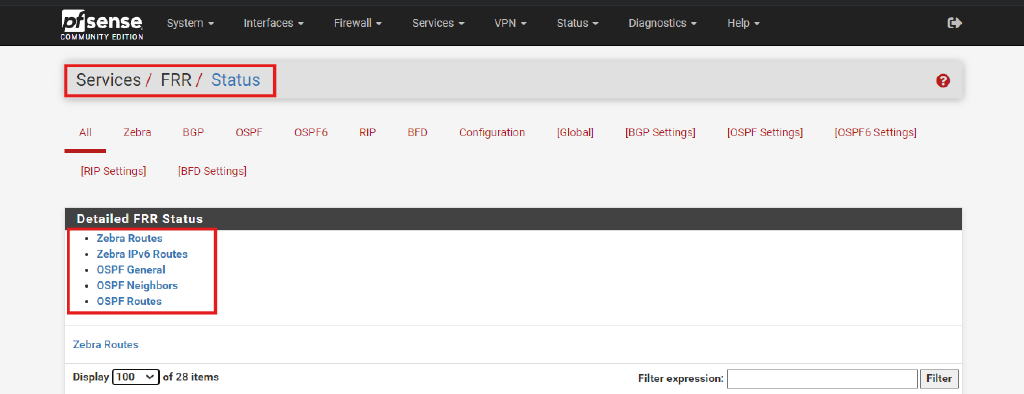 pfsense COMMUNITY EDITION
System Interfaces Firewall Services VPN Status Diagnostics Help
Services / FRR / Status
All Zebra BGP OSPF OSPF6 RIP BFD Configuration [Global] [BGP Settings] [OSPF Settings] [OSPF6 Settings]
[RIP Settings] [BFD Settings]
Detailed FRR Status
• Zebra Routes
• Zebra IPv6 Routes
• OSPF General
• OSPF Neighbors
• OSPF Routes
Zebra Routes
Display 100 of 28 items Filter expression: Filter